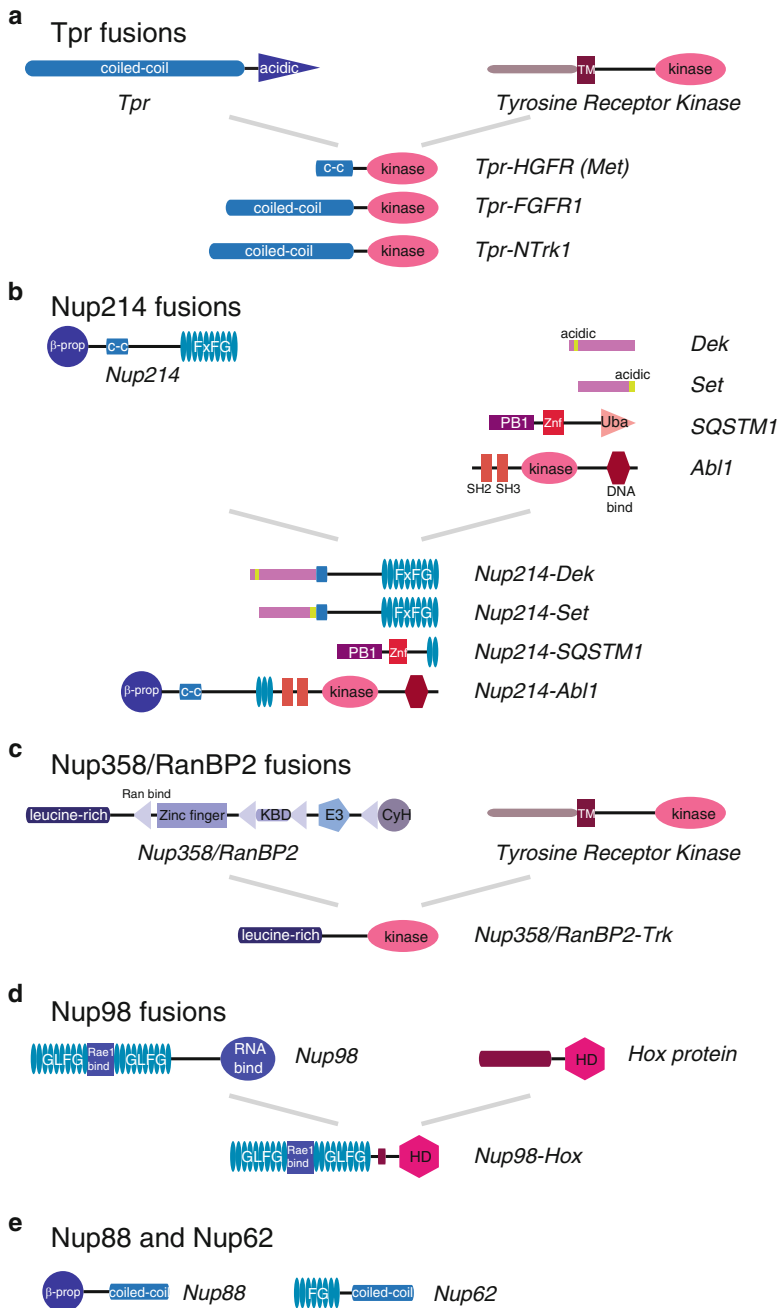 a
Tpr fusions
coiled-coil
acidic
Tpr
TM
kinase
Tyrosine Receptor Kinase
c-c
kinase
Tpr-HGFR (Met)
coiled-coil
kinase
Tpr-FGFR1
coiled-coil
kinase
Tpr-NTrk1
b
Nup214 fusions
β-prop
c-c
FxFG
Nup214
acidic
Dek
acidic
Set
PB1
Znf
Uba
SQSTM1
kinase
Abl1
SH2
SH3
DNA
bind
FxFG
Nup214-Dek
FxFG
Nup214-Set
PB1
Znf
Nup214-SQSTM1
β-prop
c-c
kinase
Nup214-Abl1
c
Nup358/RanBP2 fusions
Ran bind
leucine-rich
Zinc finger
KBD
E3
CyH
Nup358/RanBP2
TM
kinase
Tyrosine Receptor Kinase
leucine-rich
kinase
Nup358/RanBP2-Trk
d
Nup98 fusions
GLFG
Rae1
bind
GLFG
RNA
bind
Nup98
HD
Hox protein
GLFG
Rae1
bind
GLFG
HD
Nup98-Hox
e
Nup88 and Nup62
β-prop
coiled-coil
Nup88
FG
coiled-coil
Nup62